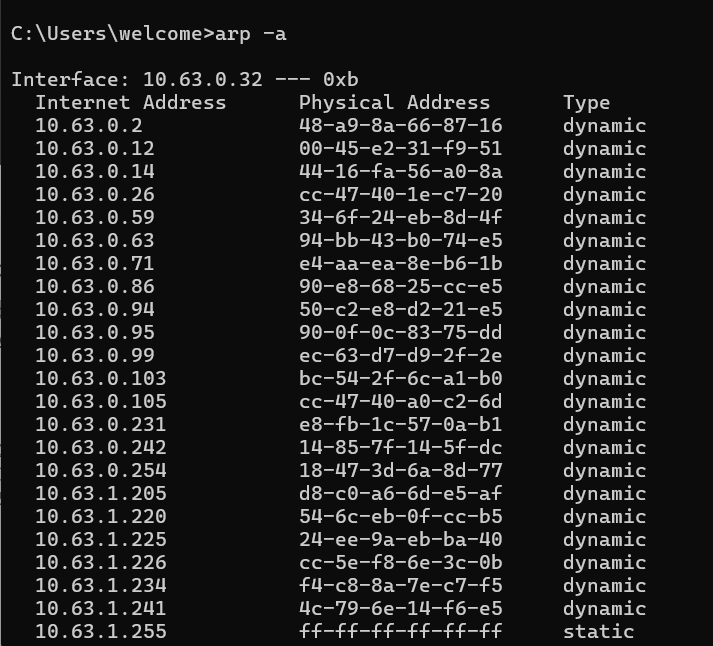 C:\Users\welcome>arp -a
Interface: 10.63.0.32 --- 0xb
Internet Address Physical Address Type
10.63.0.2 48-a9-8a-66-87-16 dynamic
10.63.0.12 00-45-e2-31-f9-51 dynamic
10.63.0.14 44-16-fa-56-a0-8a dynamic
10.63.0.26 cc-47-40-1e-c7-20 dynamic
10.63.0.59 34-6f-24-eb-8d-4f dynamic
10.63.0.63 94-bb-43-b0-74-e5 dynamic
10.63.0.71 e4-aa-ea-8e-b6-1b dynamic
10.63.0.86 90-e8-68-25-cc-e5 dynamic
10.63.0.94 50-c2-e8-d2-21-e5 dynamic
10.63.0.95 90-0f-0c-83-75-dd dynamic
10.63.0.99 ec-63-d7-d9-2f-2e dynamic
10.63.0.103 bc-54-2f-6c-a1-b0 dynamic
10.63.0.105 cc-47-40-a0-c2-6d dynamic
10.63.0.231 e8-fb-1c-57-0a-b1 dynamic
10.63.0.242 14-85-7f-14-5f-dc dynamic
10.63.0.254 18-47-3d-6a-8d-77 dynamic
10.63.1.205 d8-c0-a6-6d-e5-af dynamic
10.63.1.220 54-6c-eb-0f-cc-b5 dynamic
10.63.1.225 24-ee-9a-eb-ba-40 dynamic
10.63.1.226 cc-5e-f8-6e-3c-0b dynamic
10.63.1.234 f4-c8-8a-7e-c7-f5 dynamic
10.63.1.241 4c-79-6e-14-f6-e5 dynamic
10.63.1.255 ff-ff-ff-ff-ff-ff static